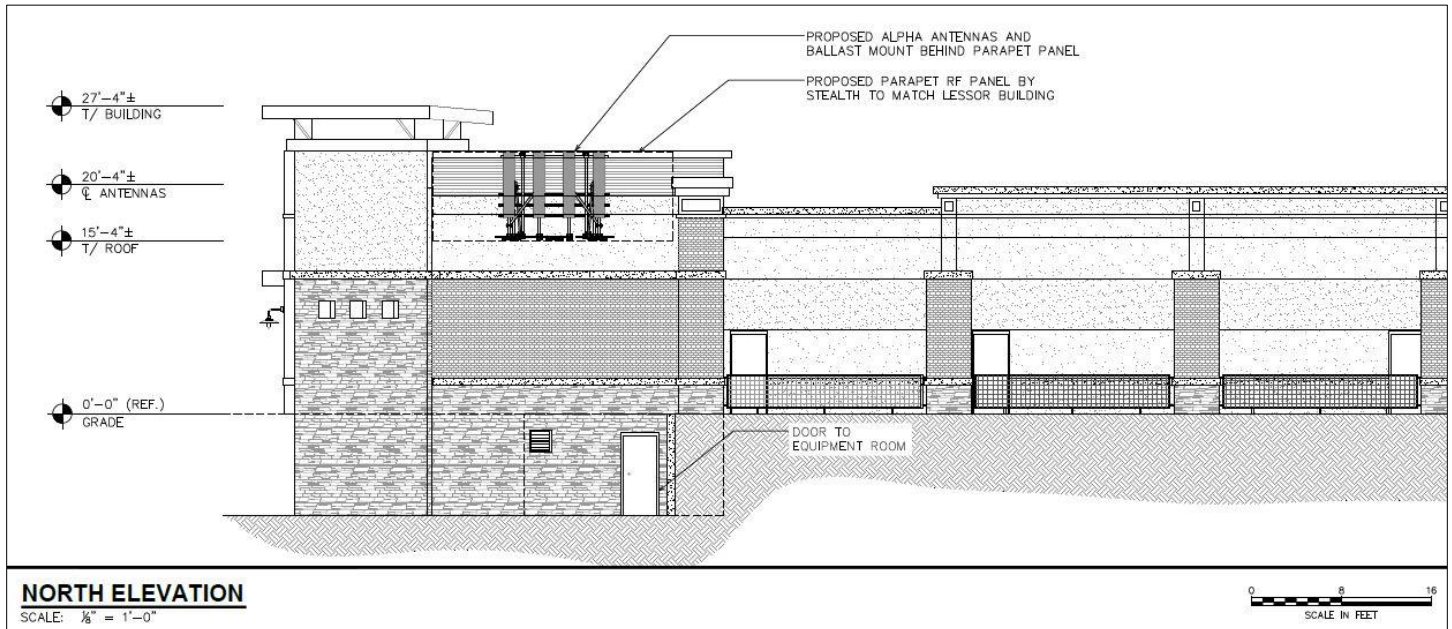 PROPOSED ALPHA ANTENNAS AND
BALLAST MOUNT BEHIND PARAPET PANEL
PROPOSED PARAPET RF PANEL BY
STEALTH TO MATCH LESSOR BUILDING
27'-4"±
T/ BUILDING
20'-4"±
℄ ANTENNAS
15'-4"±
T/ ROOF
0'-0" (REF.)
GRADE
DOOR TO
EQUIPMENT ROOM
NORTH ELEVATION
SCALE: ⅛" = 1'-0"
0 8 16
SCALE IN FEET